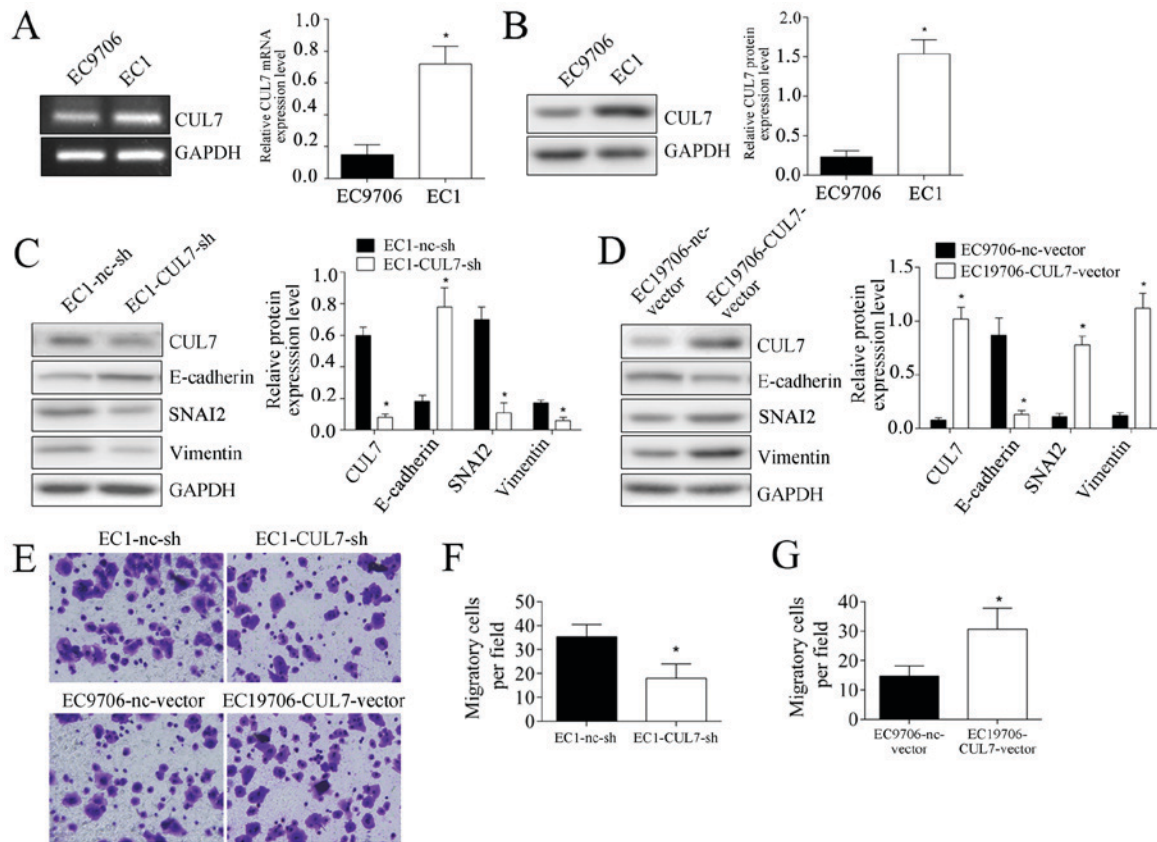 A
EC9706
EC1
CUL7
GAPDH
Relative CUL7 mRNA
expression level
1.0
0.8
0.6
0.4
0.2
0.0
*
EC9706
EC1
B
EC9706
EC1
CUL7
GAPDH
Relative CUL7 protein
expression level
2.0
1.5
1.0
0.5
0.0
*
EC9706
EC1
C
EC1-nc-sh
EC1-CUL7-sh
CUL7
E-cadherin
SNAI2
Vimentin
GAPDH
EC1-nc-sh
EC1-CUL7-sh
Relaive protein
expresssion level
1.0
0.8
0.6
0.4
0.2
0.0
*
*
*
*
CUL7
E-cadherin
SNAI2
Vimentin
D
EC19706-nc-
vector
EC19706-CUL7-
vector
CUL7
E-cadherin
SNAI2
Vimentin
GAPDH
EC9706-nc-vector
EC19706-CUL7-vector
Relaive protein
expresssion level
1.5
1.0
0.5
0.0
*
*
*
*
CUL7
E-cadherin
SNAI2
Vimentin
E
EC1-nc-sh
EC1-CUL7-sh
EC9706-nc-vector
EC19706-CUL7-vector
F
Migratory cells
per field
50
40
30
20
10
0
*
EC1-nc-sh
EC1-CUL7-sh
G
Migratory cells
per field
40
30
20
10
0
*
EC9706-nc-
vector
EC19706-
CUL7-vector